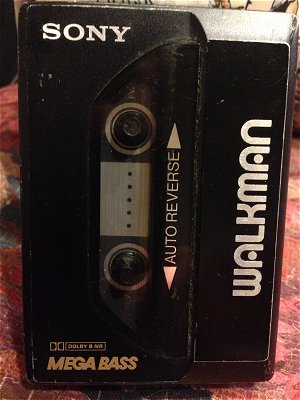 SONY
AUTO REVERSE
WALKMAN
DOLBY B NR
MEGA BASS